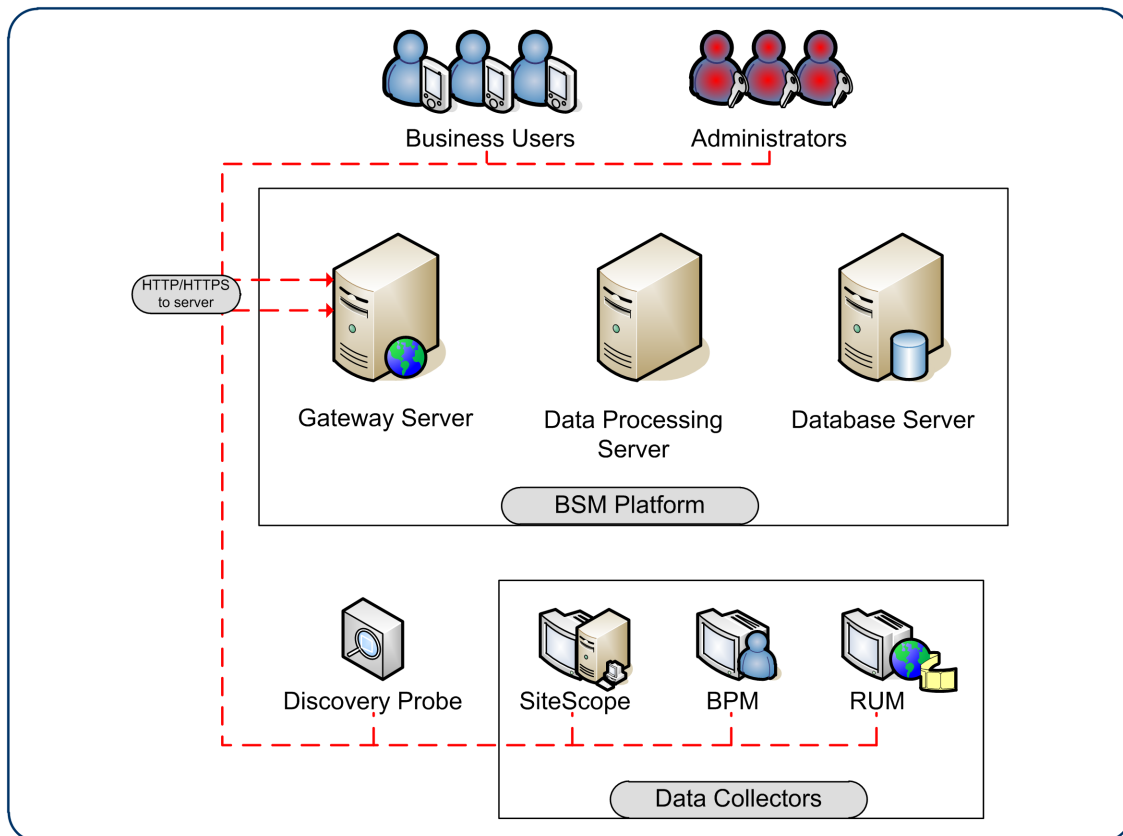 Business Users
Administrators
HTTP/HTTPS
to server
Gateway Server
Data Processing
Server
Database Server
BSM Platform
Discovery Probe
SiteScope
BPM
RUM
Data Collectors